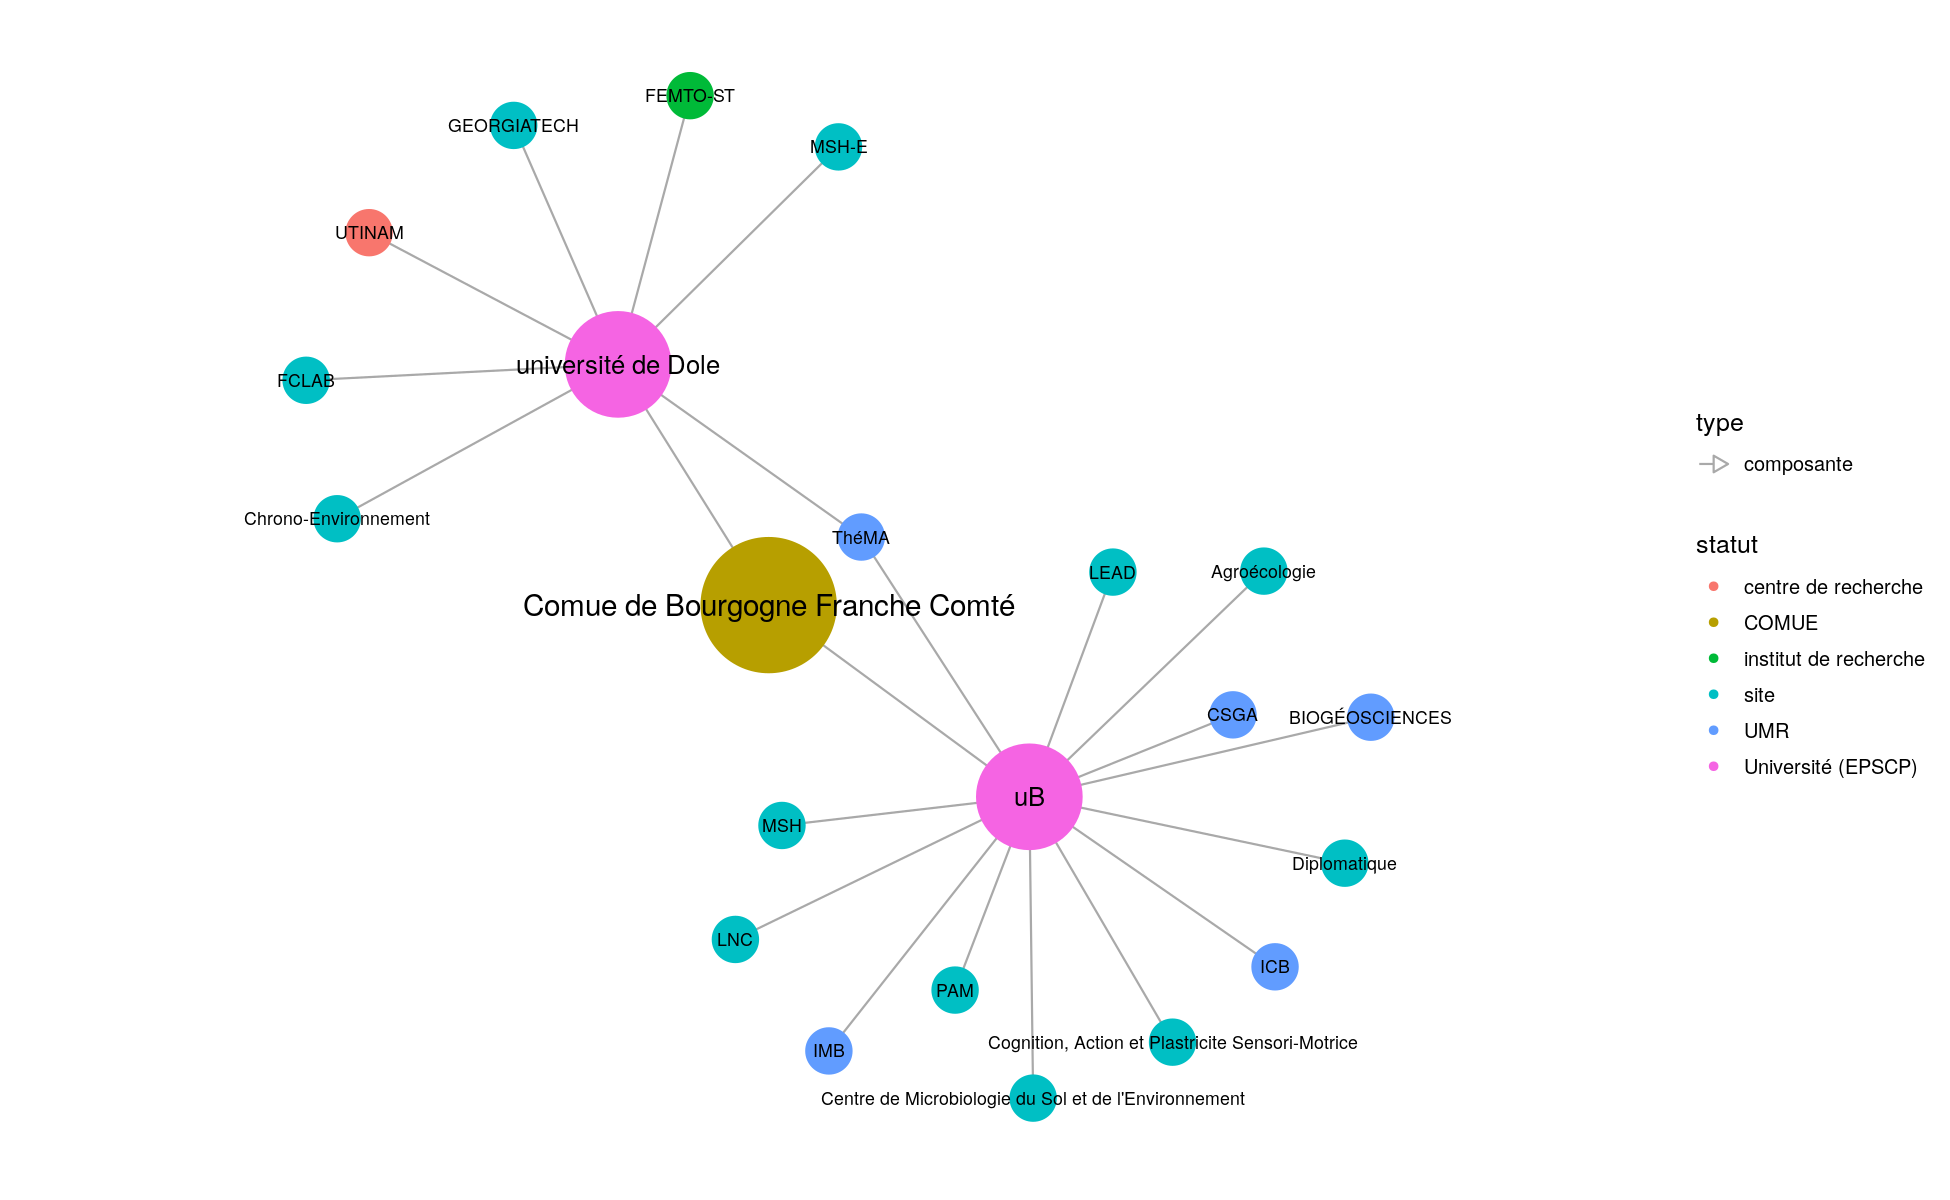 FEMTO-ST
GEORGIATECH
MSH-E
UTINAM
université de Dole
FCLAB
Chrono-Environnement
ThéMA
Comue de Bourgogne Franche Comté
LEAD
Agroécologie
CSGA
BIOGÉOSCIENCES
uB
MSH
Diplomatique
LNC
ICB
PAM
IMB
Cognition, Action et Plastricite Sensori-Motrice
Centre de Microbiologie du Sol et de l'Environnement
type
composante
statut
centre de recherche
COMUE
institut de recherche
site
UMR
Université (EPSCP)